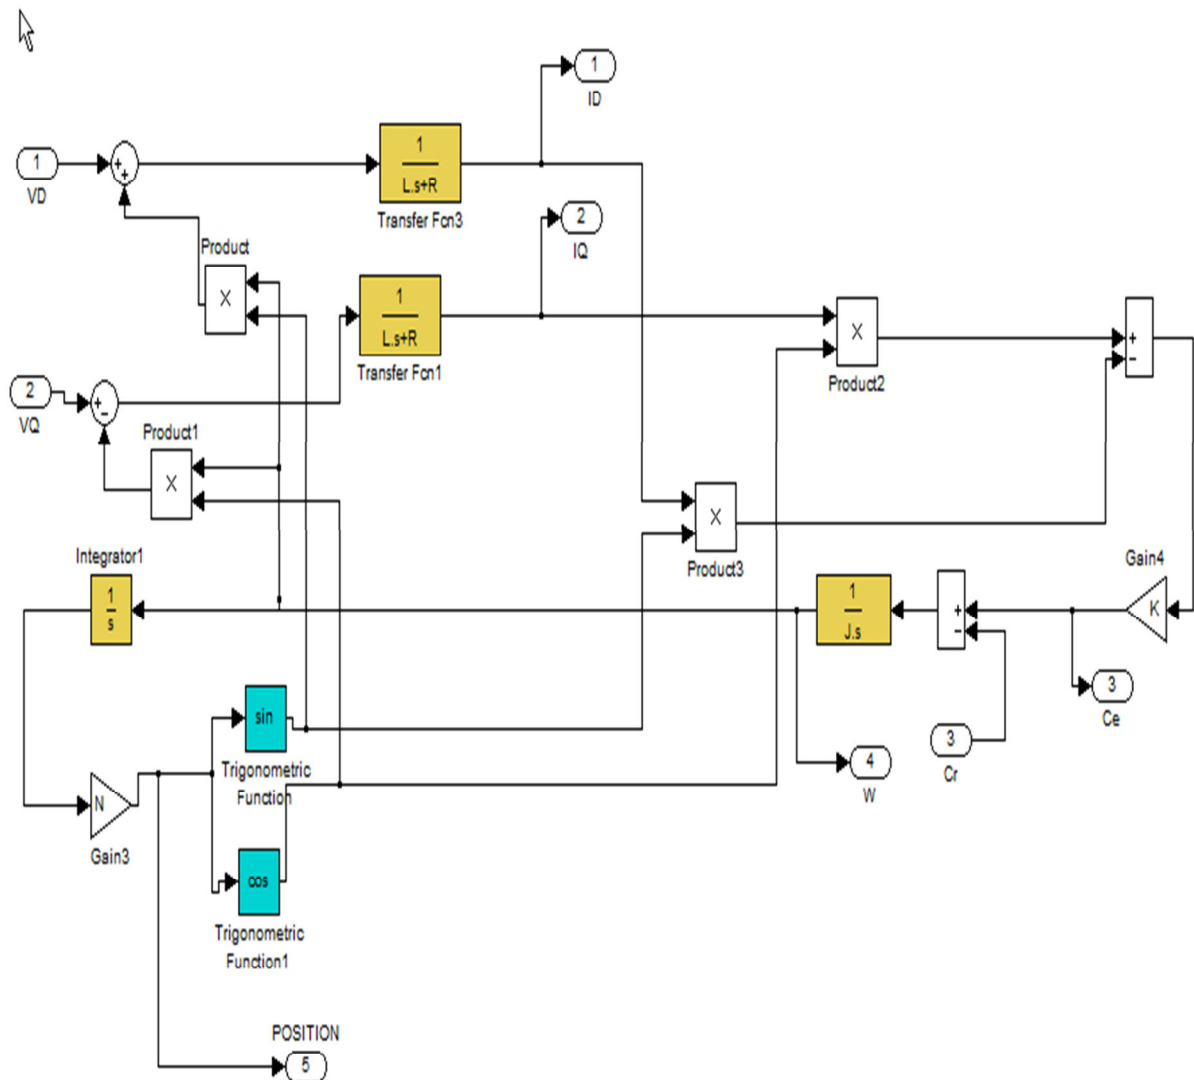 1
ID
1
VD
+
+
1
L.s+R
Transfer Fcn3
2
IQ
Product
X
1
L.s+R
Transfer Fcn1
X
Product2
+
−
2
VQ
+
−
Product1
X
X
Product3
Integrator1
1
s
1
J.s
+
−
Gain4
K
3
Ce
3
Cr
4
W
sin
Trigonometric
Function
N
Gain3
cos
Trigonometric
Function1
POSITION
5